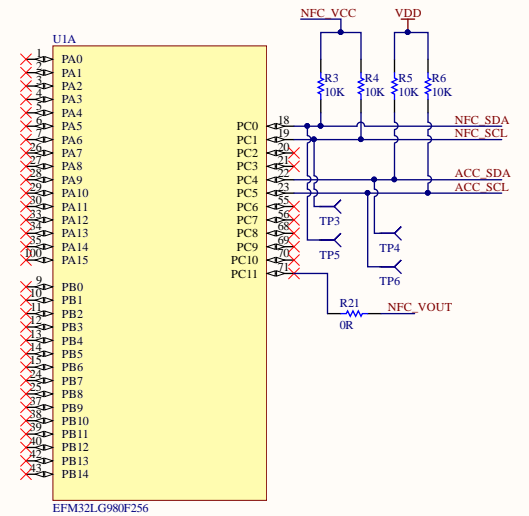 NFC_VCC VDD
U1A
1 PA0
2 PA1
3 PA2
4 PA3
5 PA4
6 PA5
7 PA6
26 PA7
27 PA8
28 PA9
29 PA10
30 PA11
33 PA12
34 PA13
35 PA14
100 PA15
9 PB0
10 PB1
11 PB2
12 PB3
13 PB4
14 PB5
15 PB6
24 PB7
25 PB8
37 PB9
38 PB10
39 PB11
40 PB12
42 PB13
43 PB14
PC0 18
PC1 19
PC2 20
PC3 21
PC4 22
PC5 23
PC6 55
PC7 56
PC8 68
PC9 69
PC10 70
PC11 71
R3 R4 R5 R6
10K 10K 10K 10K
NFC_SDA
NFC_SCL
ACC_SDA
ACC_SCL
TP3
TP5
TP4
TP6
R21
0R
NFC_VOUT
EFM32LG980F256